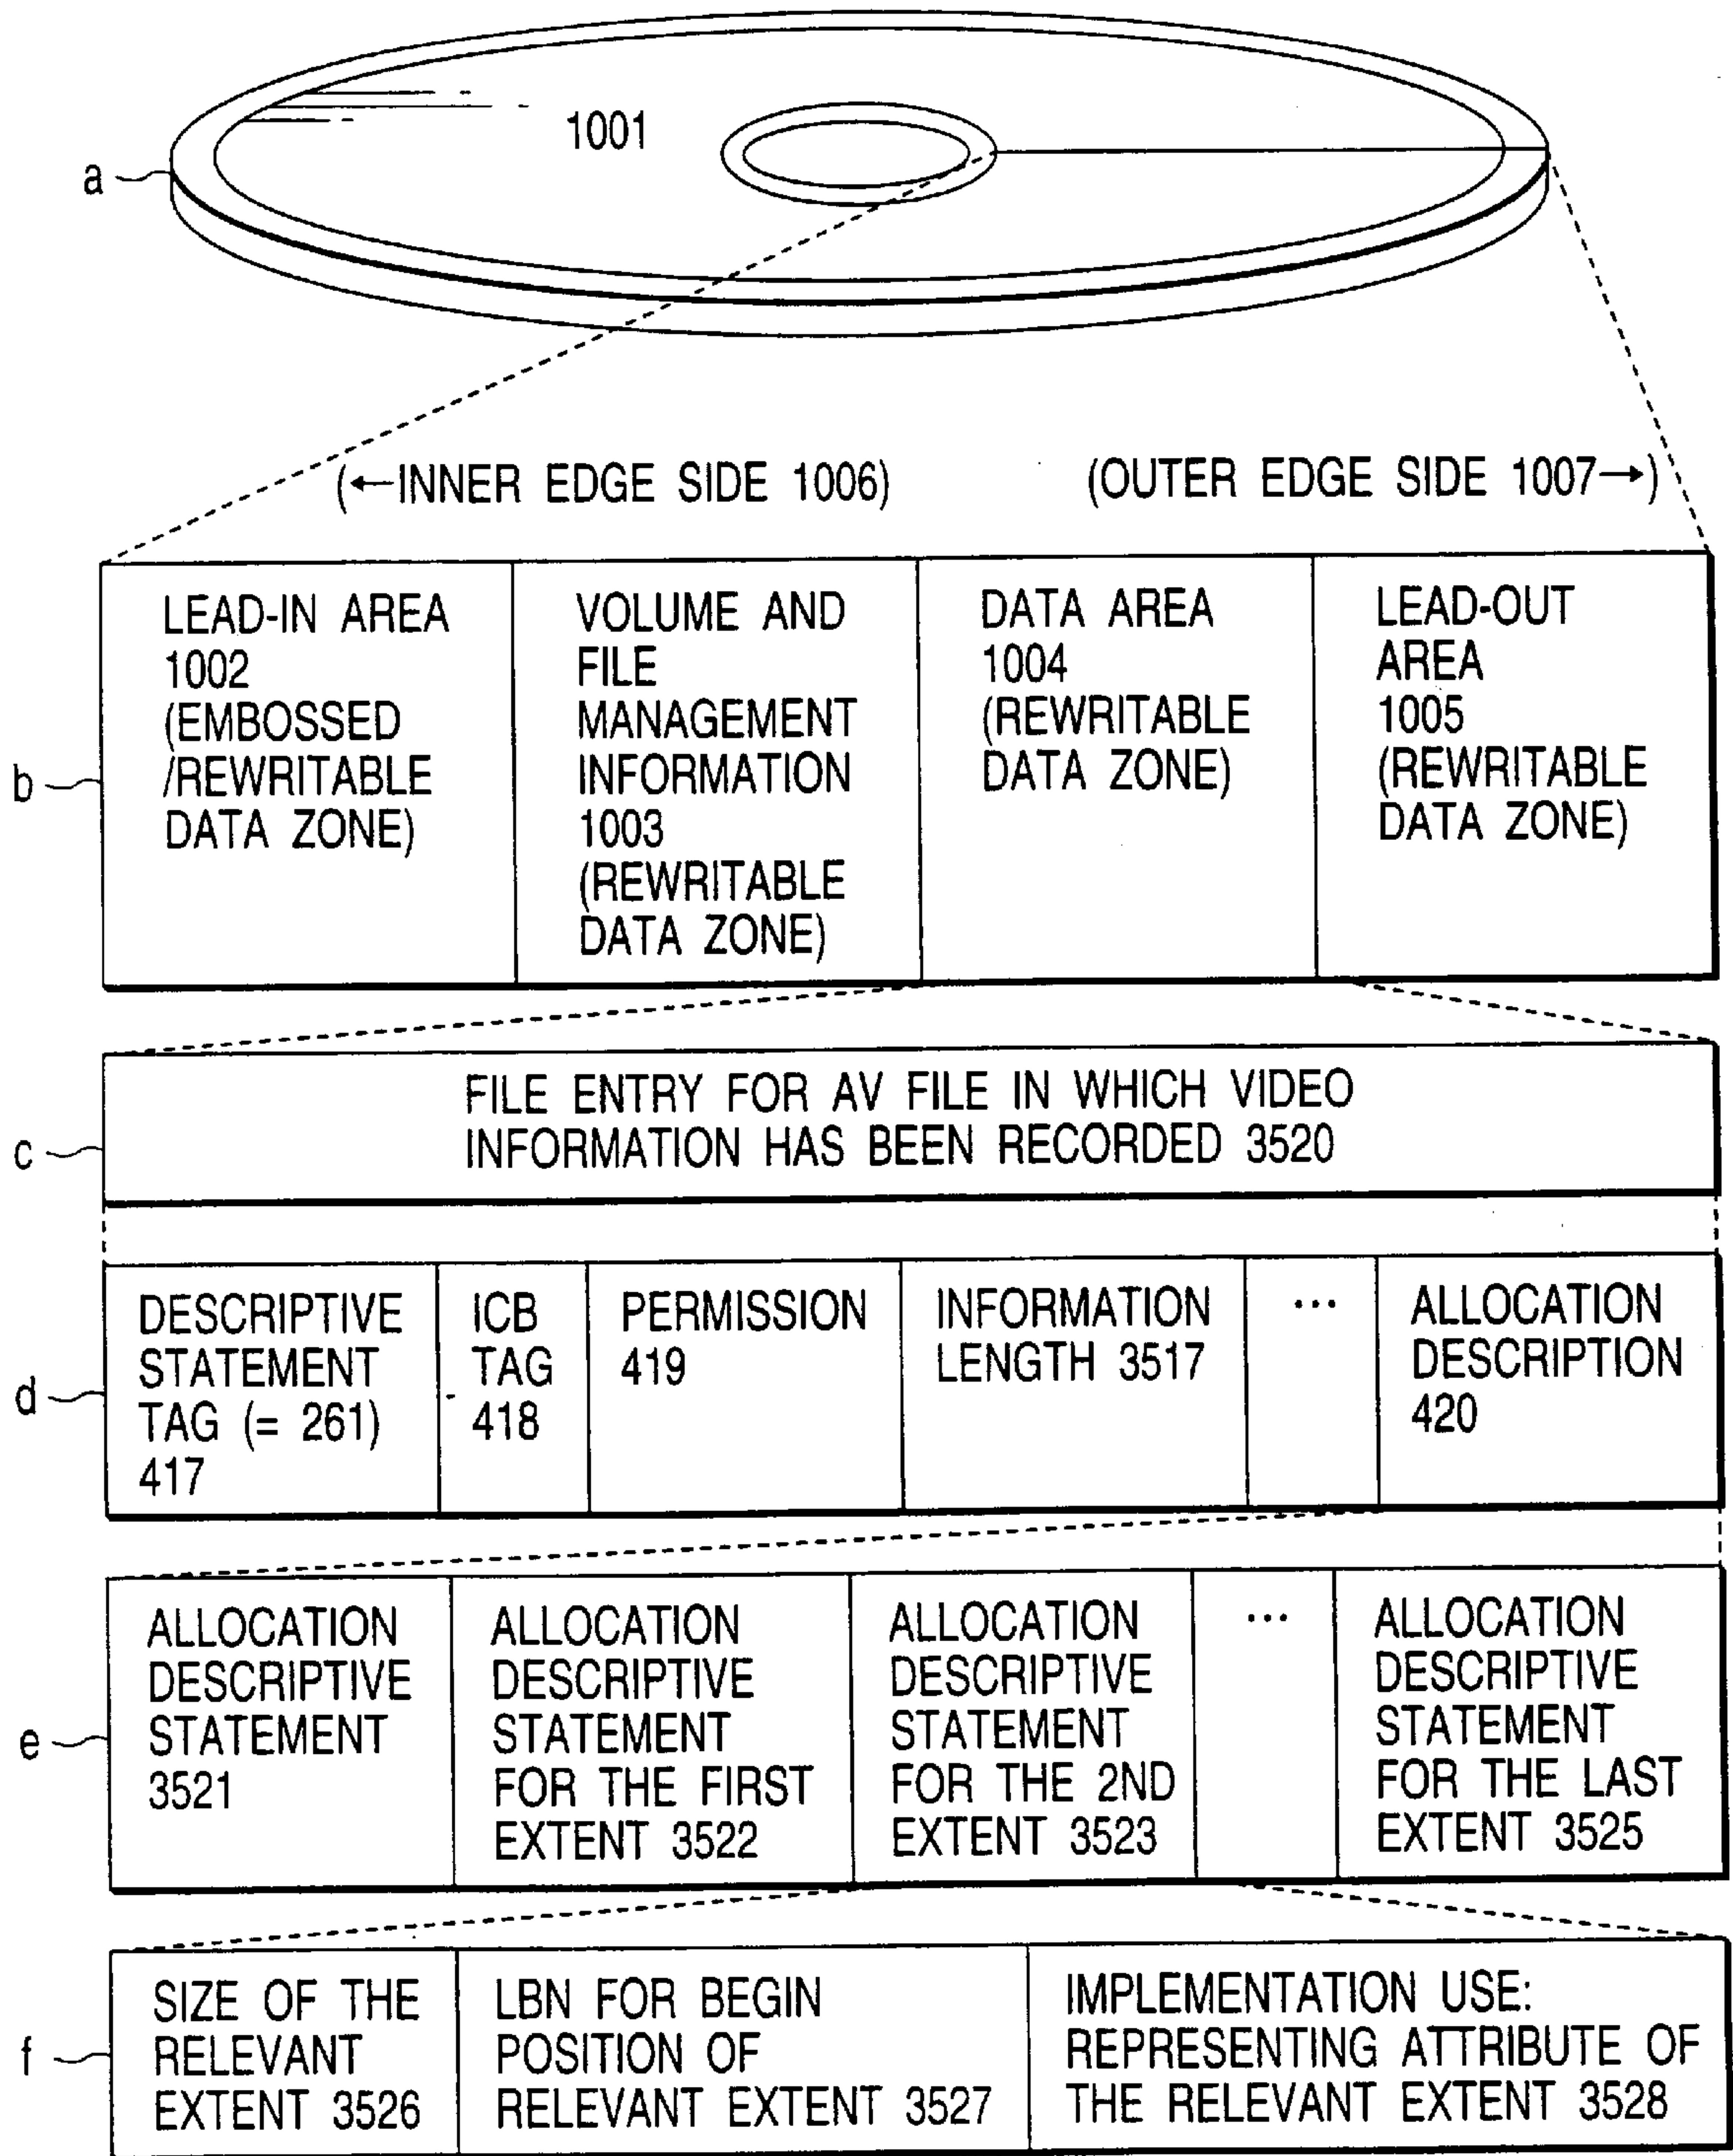 1001
a
(←INNER EDGE SIDE 1006)
(OUTER EDGE SIDE 1007→)
b
LEAD-IN AREA
1002
(EMBOSSED
/REWRITABLE
DATA ZONE)
VOLUME AND
FILE
MANAGEMENT
INFORMATION
1003
(REWRITABLE
DATA ZONE)
DATA AREA
1004
(REWRITABLE
DATA ZONE)
LEAD-OUT
AREA
1005
(REWRITABLE
DATA ZONE)
c
FILE ENTRY FOR AV FILE IN WHICH VIDEO
INFORMATION HAS BEEN RECORDED 3520
d
DESCRIPTIVE
STATEMENT
TAG (= 261)
417
ICB
TAG
418
PERMISSION
419
INFORMATION
LENGTH 3517
...
ALLOCATION
DESCRIPTION
420
e
ALLOCATION
DESCRIPTIVE
STATEMENT
3521
ALLOCATION
DESCRIPTIVE
STATEMENT
FOR THE FIRST
EXTENT 3522
ALLOCATION
DESCRIPTIVE
STATEMENT
FOR THE 2ND
EXTENT 3523
...
ALLOCATION
DESCRIPTIVE
STATEMENT
FOR THE LAST
EXTENT 3525
f
SIZE OF THE
RELEVANT
EXTENT 3526
LBN FOR BEGIN
POSITION OF
RELEVANT EXTENT 3527
IMPLEMENTATION USE:
REPRESENTING ATTRIBUTE OF
THE RELEVANT EXTENT 3528